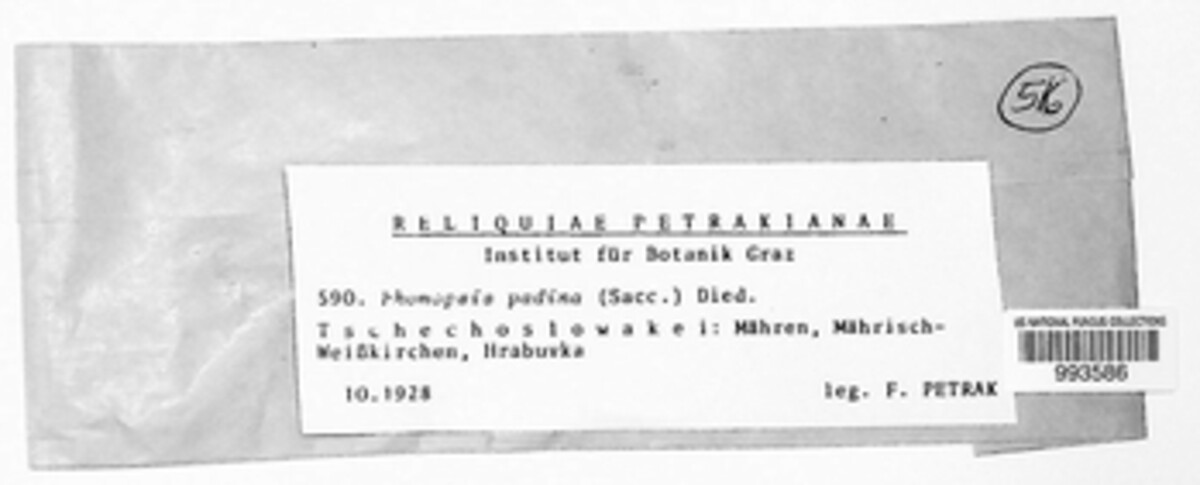 RELIQUIAE PETRAKIANAE
Institut für Botanik Graz
590. Phomopsis padina (Sacc.) Died.
Tschechoslowakei: Mähren, Mährisch-
Weißkirchen, Hrabuvka
10.1928 leg. F. PETRAK
US NATIONAL FUNGUS COLLECTIONS
993586